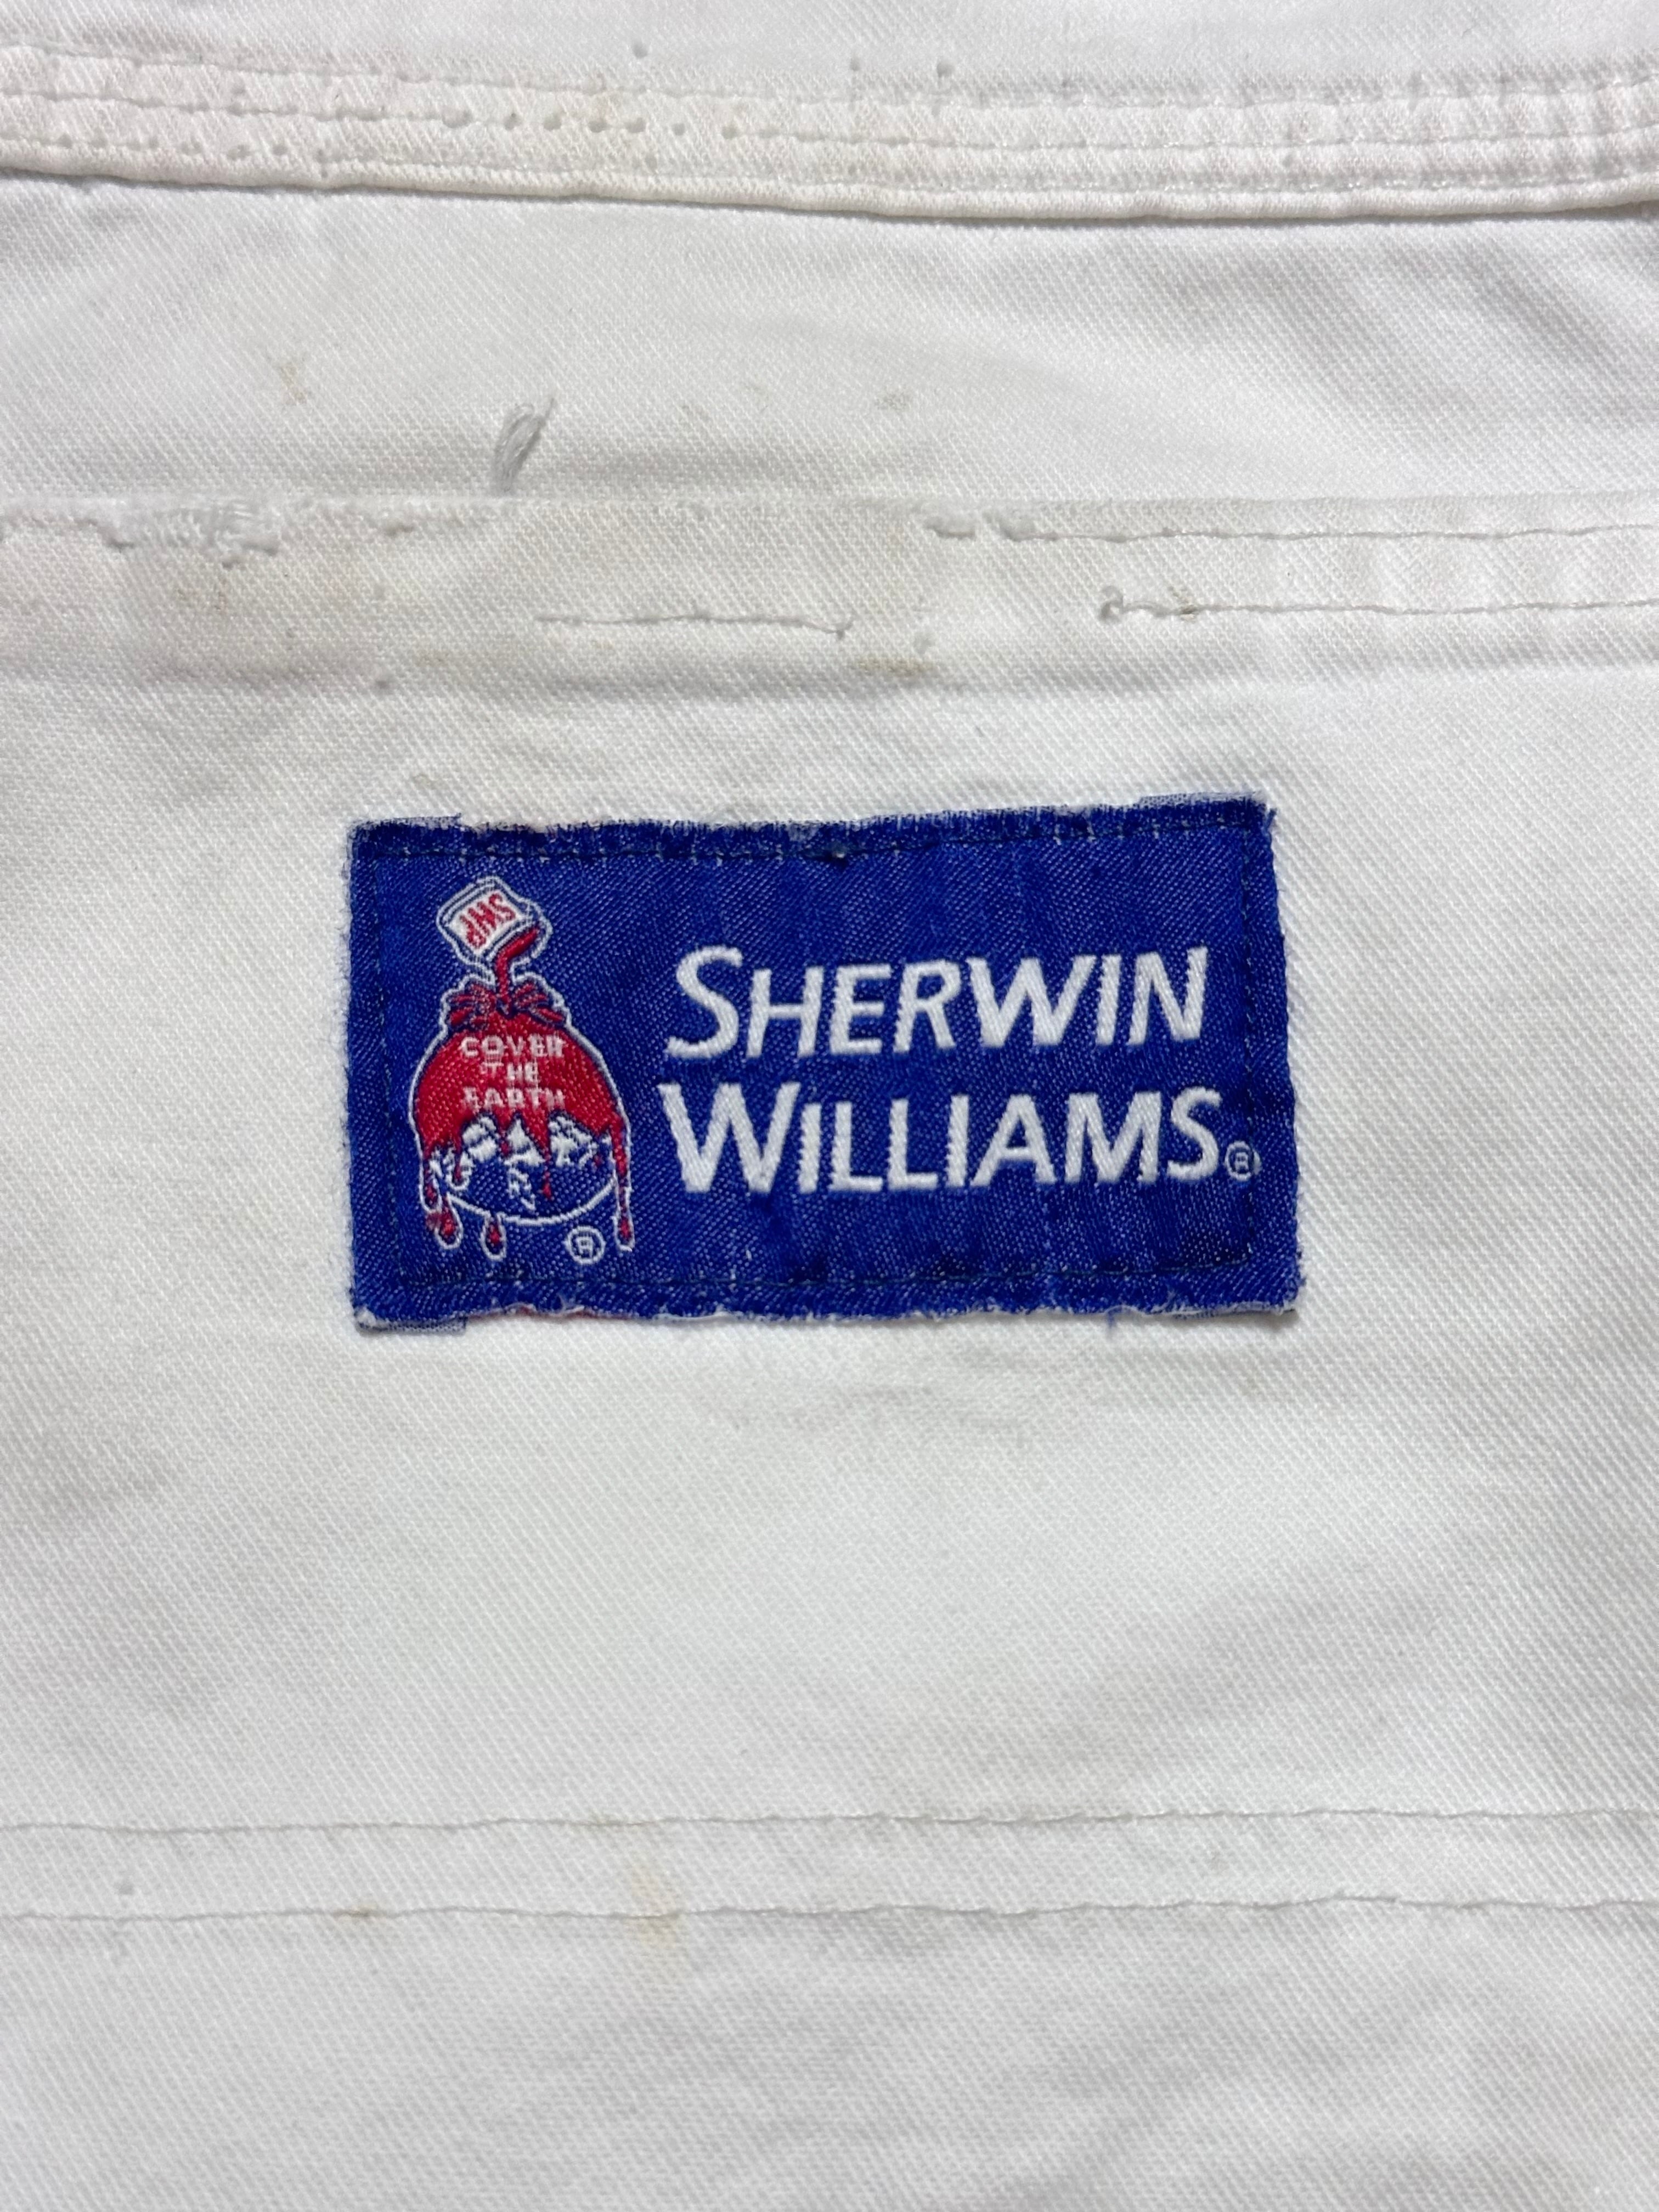 SWP
COVER
THE
EARTH
®
SHERWIN
WILLIAMS®